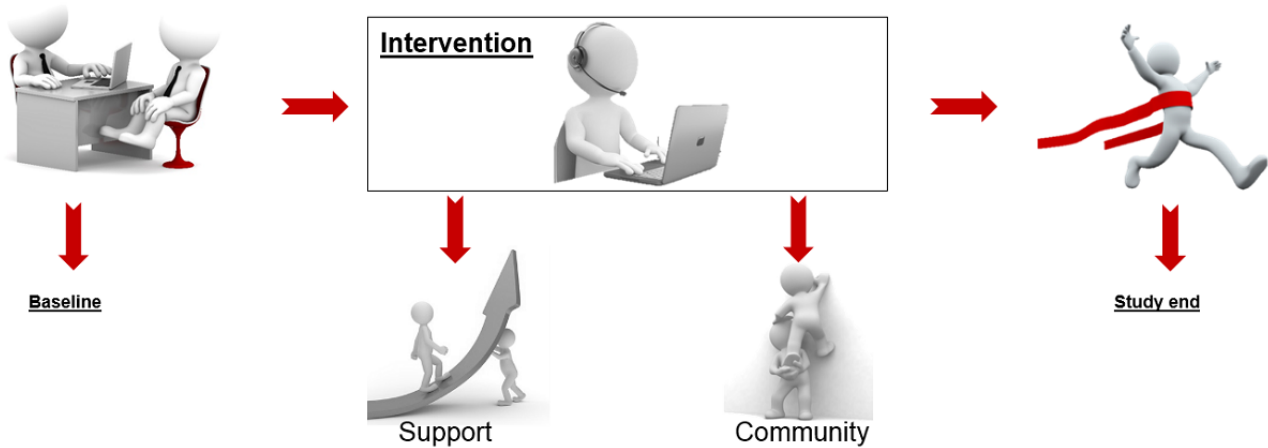 Intervention
Baseline
Study end
Support
Community